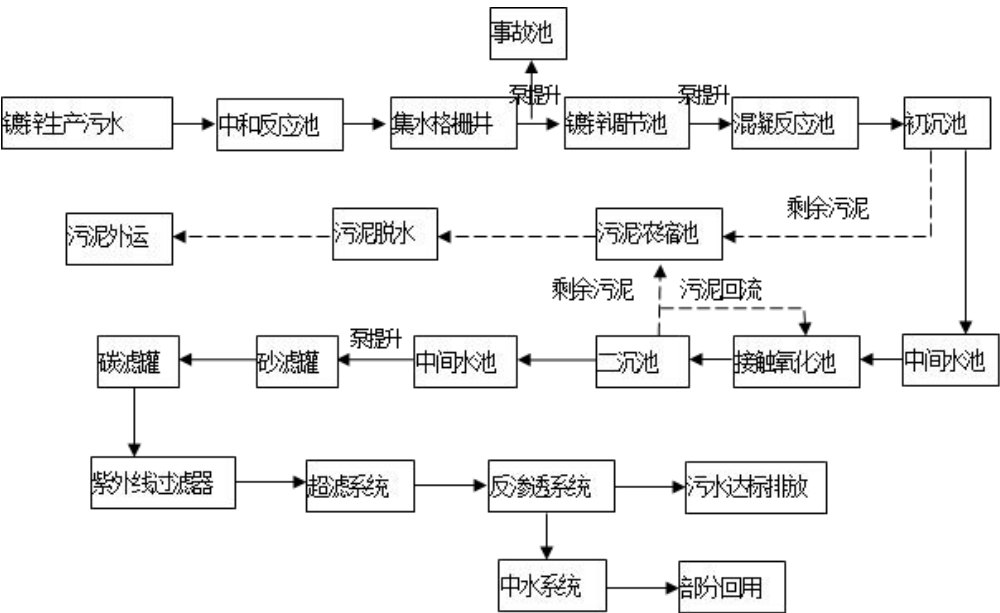 事故池
泵提升
泵提升
镀锌生产污水
中和反应池
集水格栅井
镀锌调节池
混凝反应池
初沉池
剩余污泥
污泥外运
污泥脱水
污泥浓缩池
剩余污泥
污泥回流
泵提升
碳滤罐
砂滤罐
中间水池
二沉池
接触氧化池
中间水池
紫外线过滤器
超滤系统
反渗透系统
污水达标排放
中水系统
部分回用